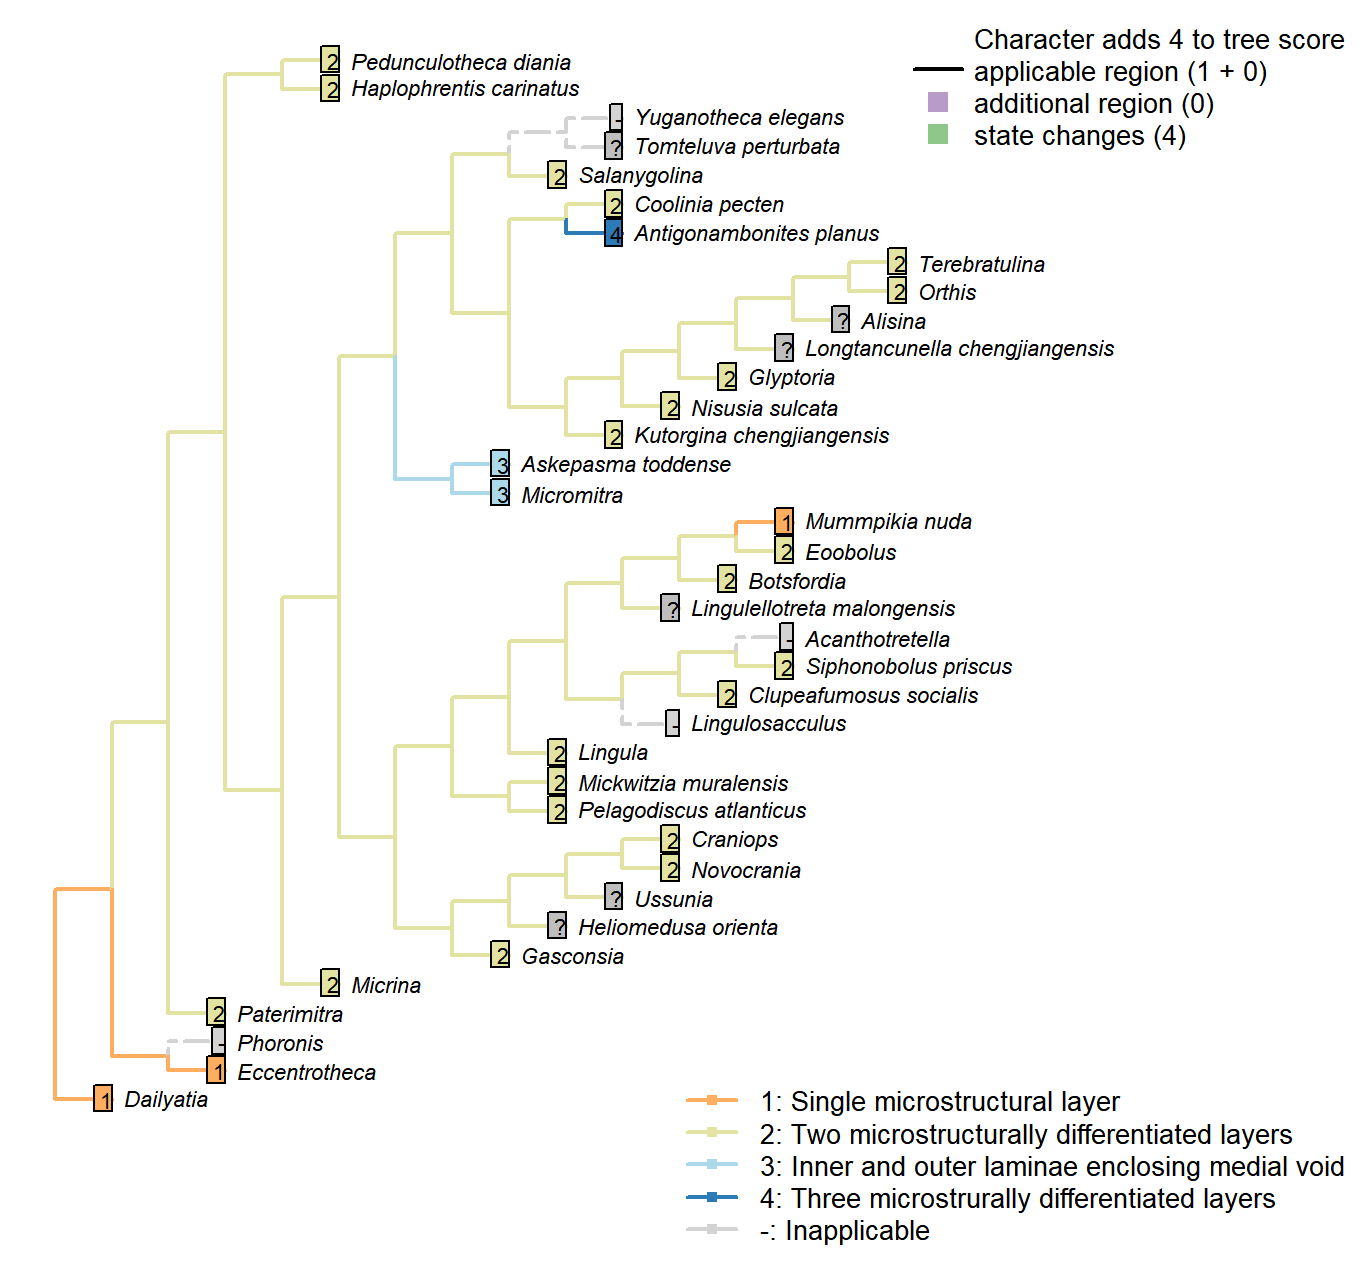 Character adds 4 to tree score
applicable region (1 + 0)
additional region (0)
state changes (4)
2 Pedunculotheca diania
2 Haplophrentis carinatus
- Yuganotheca elegans
? Tomteluva perturbata
2 Salanygolina
2 Coolinia pecten
4 Antigonambonites planus
2 Terebratulina
2 Orthis
? Alisina
? Longtancunella chengjiangensis
2 Glyptoria
2 Nisusia sulcata
2 Kutorgina chengjiangensis
3 Askepasma toddense
3 Micromitra
1 Mummpikia nuda
2 Eoobolus
2 Botsfordia
? Lingulellotreta malongensis
- Acanthotretella
2 Siphonobolus priscus
2 Clupeafumosus socialis
- Lingulosacculus
2 Lingula
2 Mickwitzia muralensis
2 Pelagodiscus atlanticus
2 Craniops
2 Novocrania
? Ussunia
? Heliomedusa orienta
2 Gasconsia
2 Micrina
2 Paterimitra
- Phoronis
1 Eccentrotheca
1 Dailyatia
1: Single microstructural layer
2: Two microstructurally differentiated layers
3: Inner and outer laminae enclosing medial void
4: Three microstrurally differentiated layers
-: Inapplicable